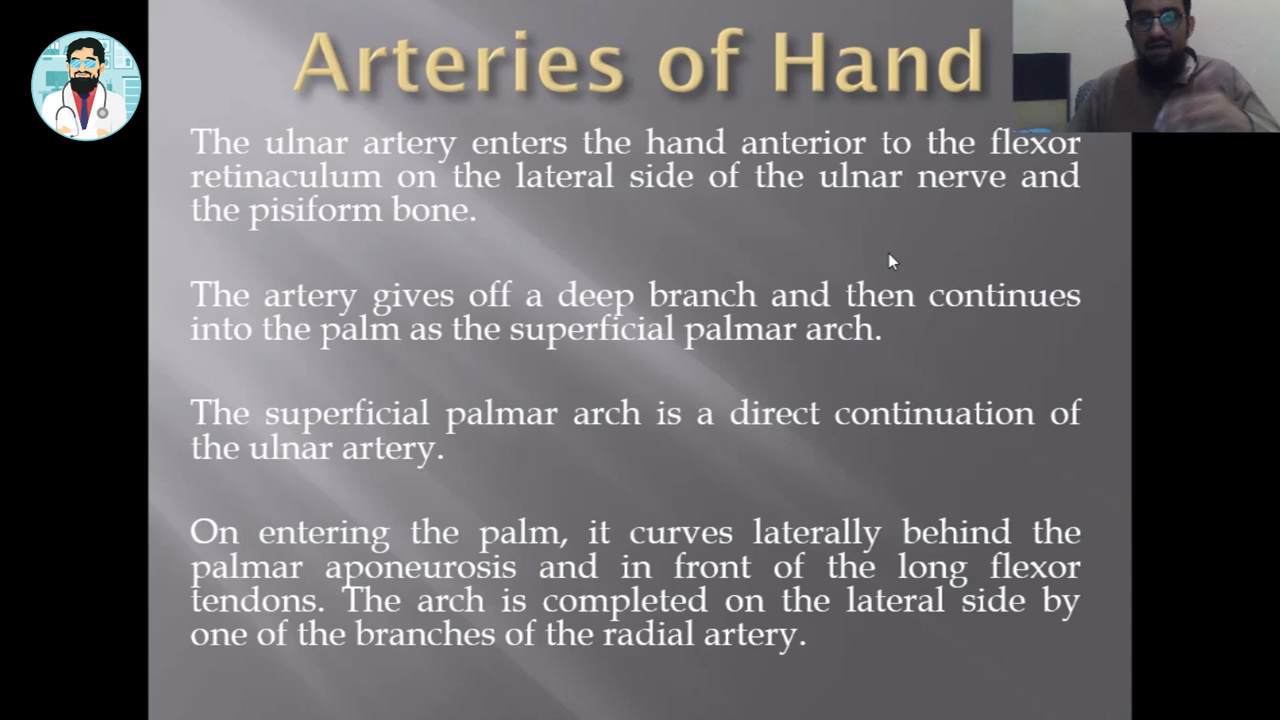 Arteries of Hand
The ulnar artery enters the hand anterior to the flexor
retinaculum on the lateral side of the ulnar nerve and
the pisiform bone.
The artery gives off a deep branch and then continues
into the palm as the superficial palmar arch.
The superficial palmar arch is a direct continuation of
the ulnar artery.
On entering the palm, it curves laterally behind the
palmar aponeurosis and in front of the long flexor
tendons. The arch is completed on the lateral side by
one of the branches of the radial artery.